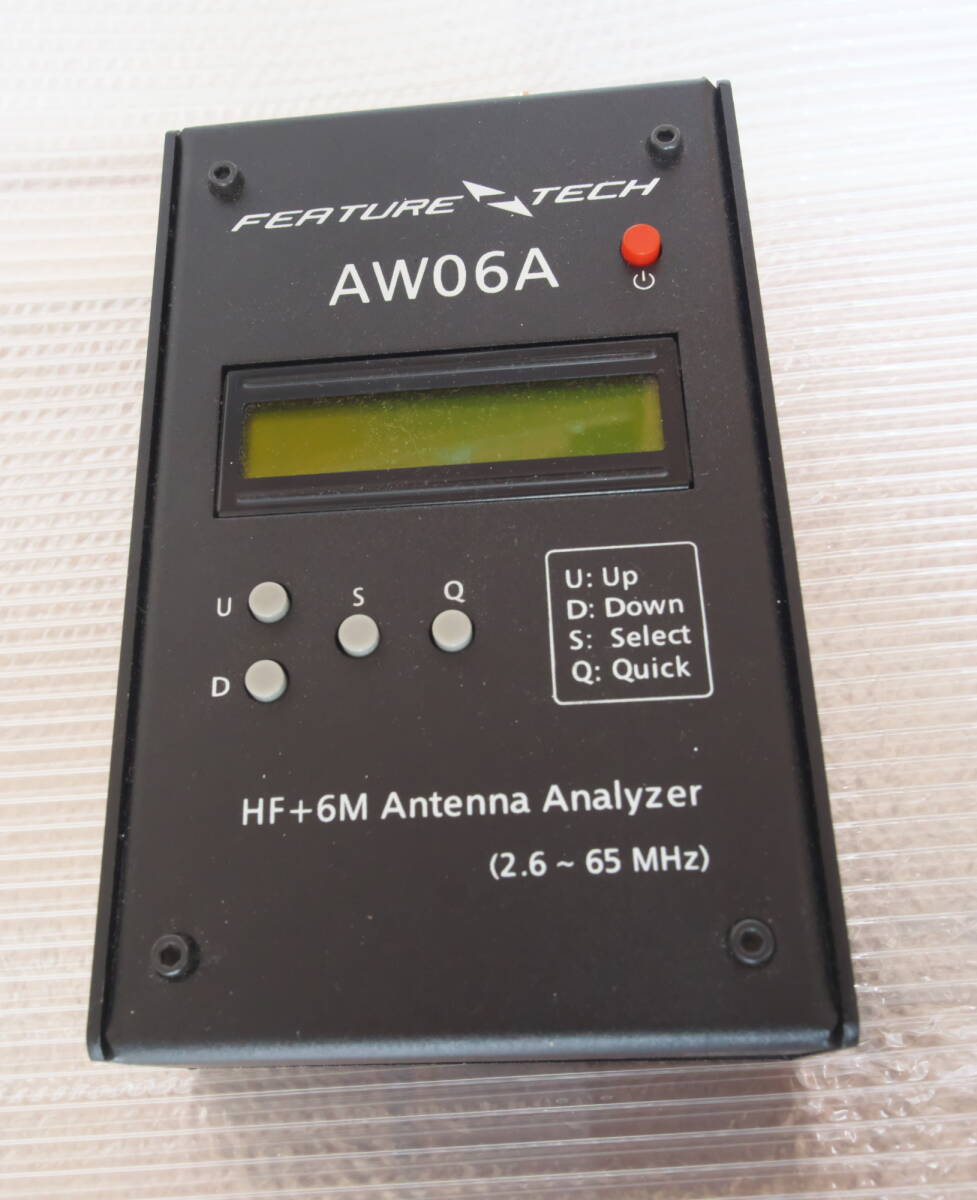 FEATURE TECH
AW06A
U
S
Q
D
U: Up
D: Down
S: Select
Q: Quick
HF+6M Antenna Analyzer
(2.6 ~ 65 MHz)